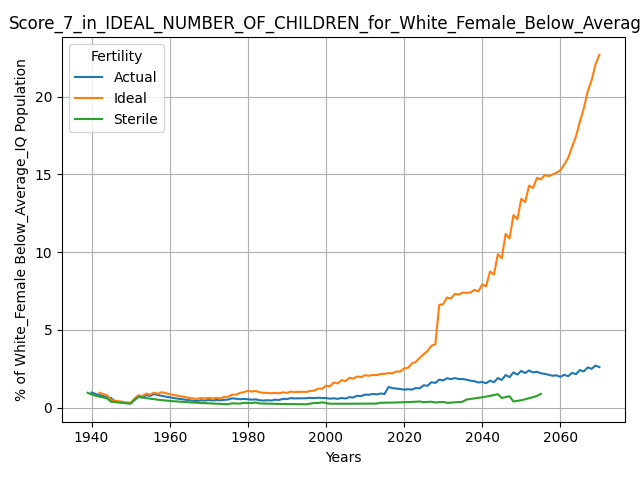 Score_7_in_IDEAL_NUMBER_OF_CHILDREN_for_White_Female_Below_Averag
Fertility
Actual
Ideal
Sterile
% of White_Female Below_Average_IQ Population
20
15
10
5
0
1940 1960 1980 2000 2020 2040 2060
Years